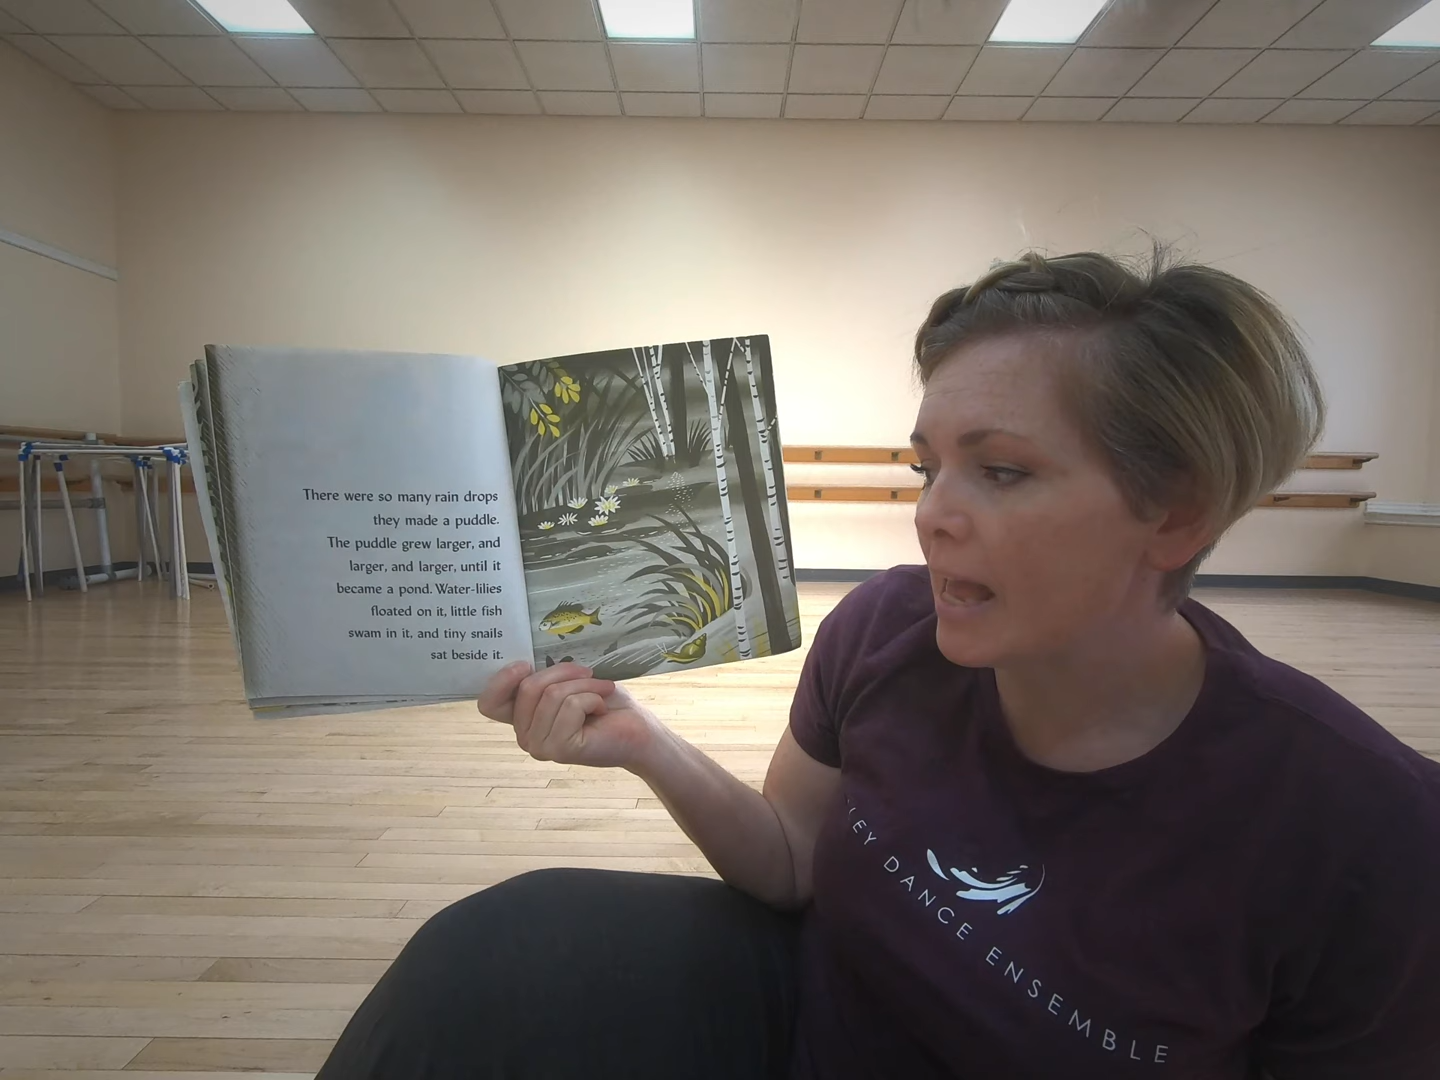 There were so many rain drops
they made a puddle.
The puddle grew larger, and
larger, and larger, until it
became a pond. Water-lilies
floated on it, little fish
swam in it, and tiny snails
sat beside it.
DANCE ENSEMBLE